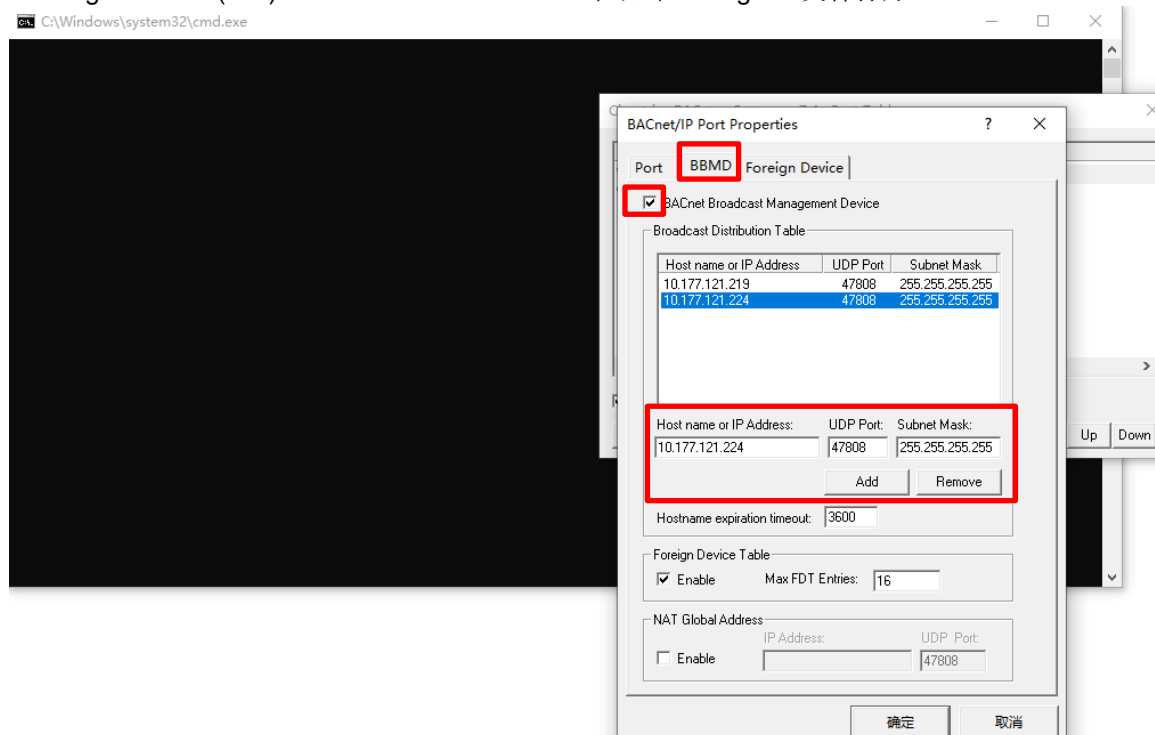 C:\Windows\system32\cmd.exe
BACnet/IP Port Properties
Port BBMD Foreign Device
BACnet Broadcast Management Device
Broadcast Distribution Table
Host name or IP Address UDP Port Subnet Mask
10.177.121.219 47808 255.255.255.255
10.177.121.224 47808 255.255.255.255
Host name or IP Address: UDP Port: Subnet Mask:
10.177.121.224 47808 255.255.255.255
Add Remove
Up Down
Hostname expiration timeout: 3600
Foreign Device Table
Enable Max FDT Entries: 16
NAT Global Address
IP Address: UDP Port:
Enable 47808
确定 取消